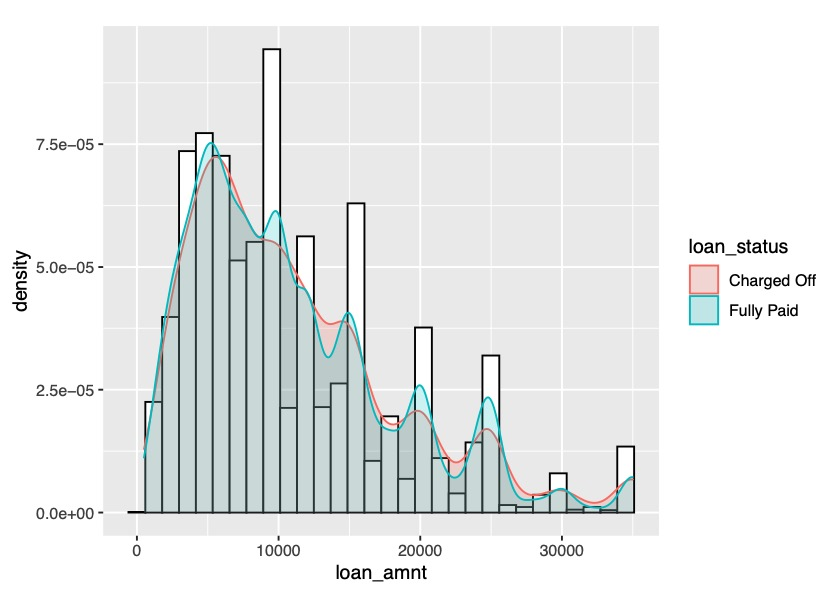 7.5e−05
5.0e−05
2.5e−05
0.0e+00
density
0
10000
20000
30000
loan_amnt
loan_status
Charged Off
Fully Paid